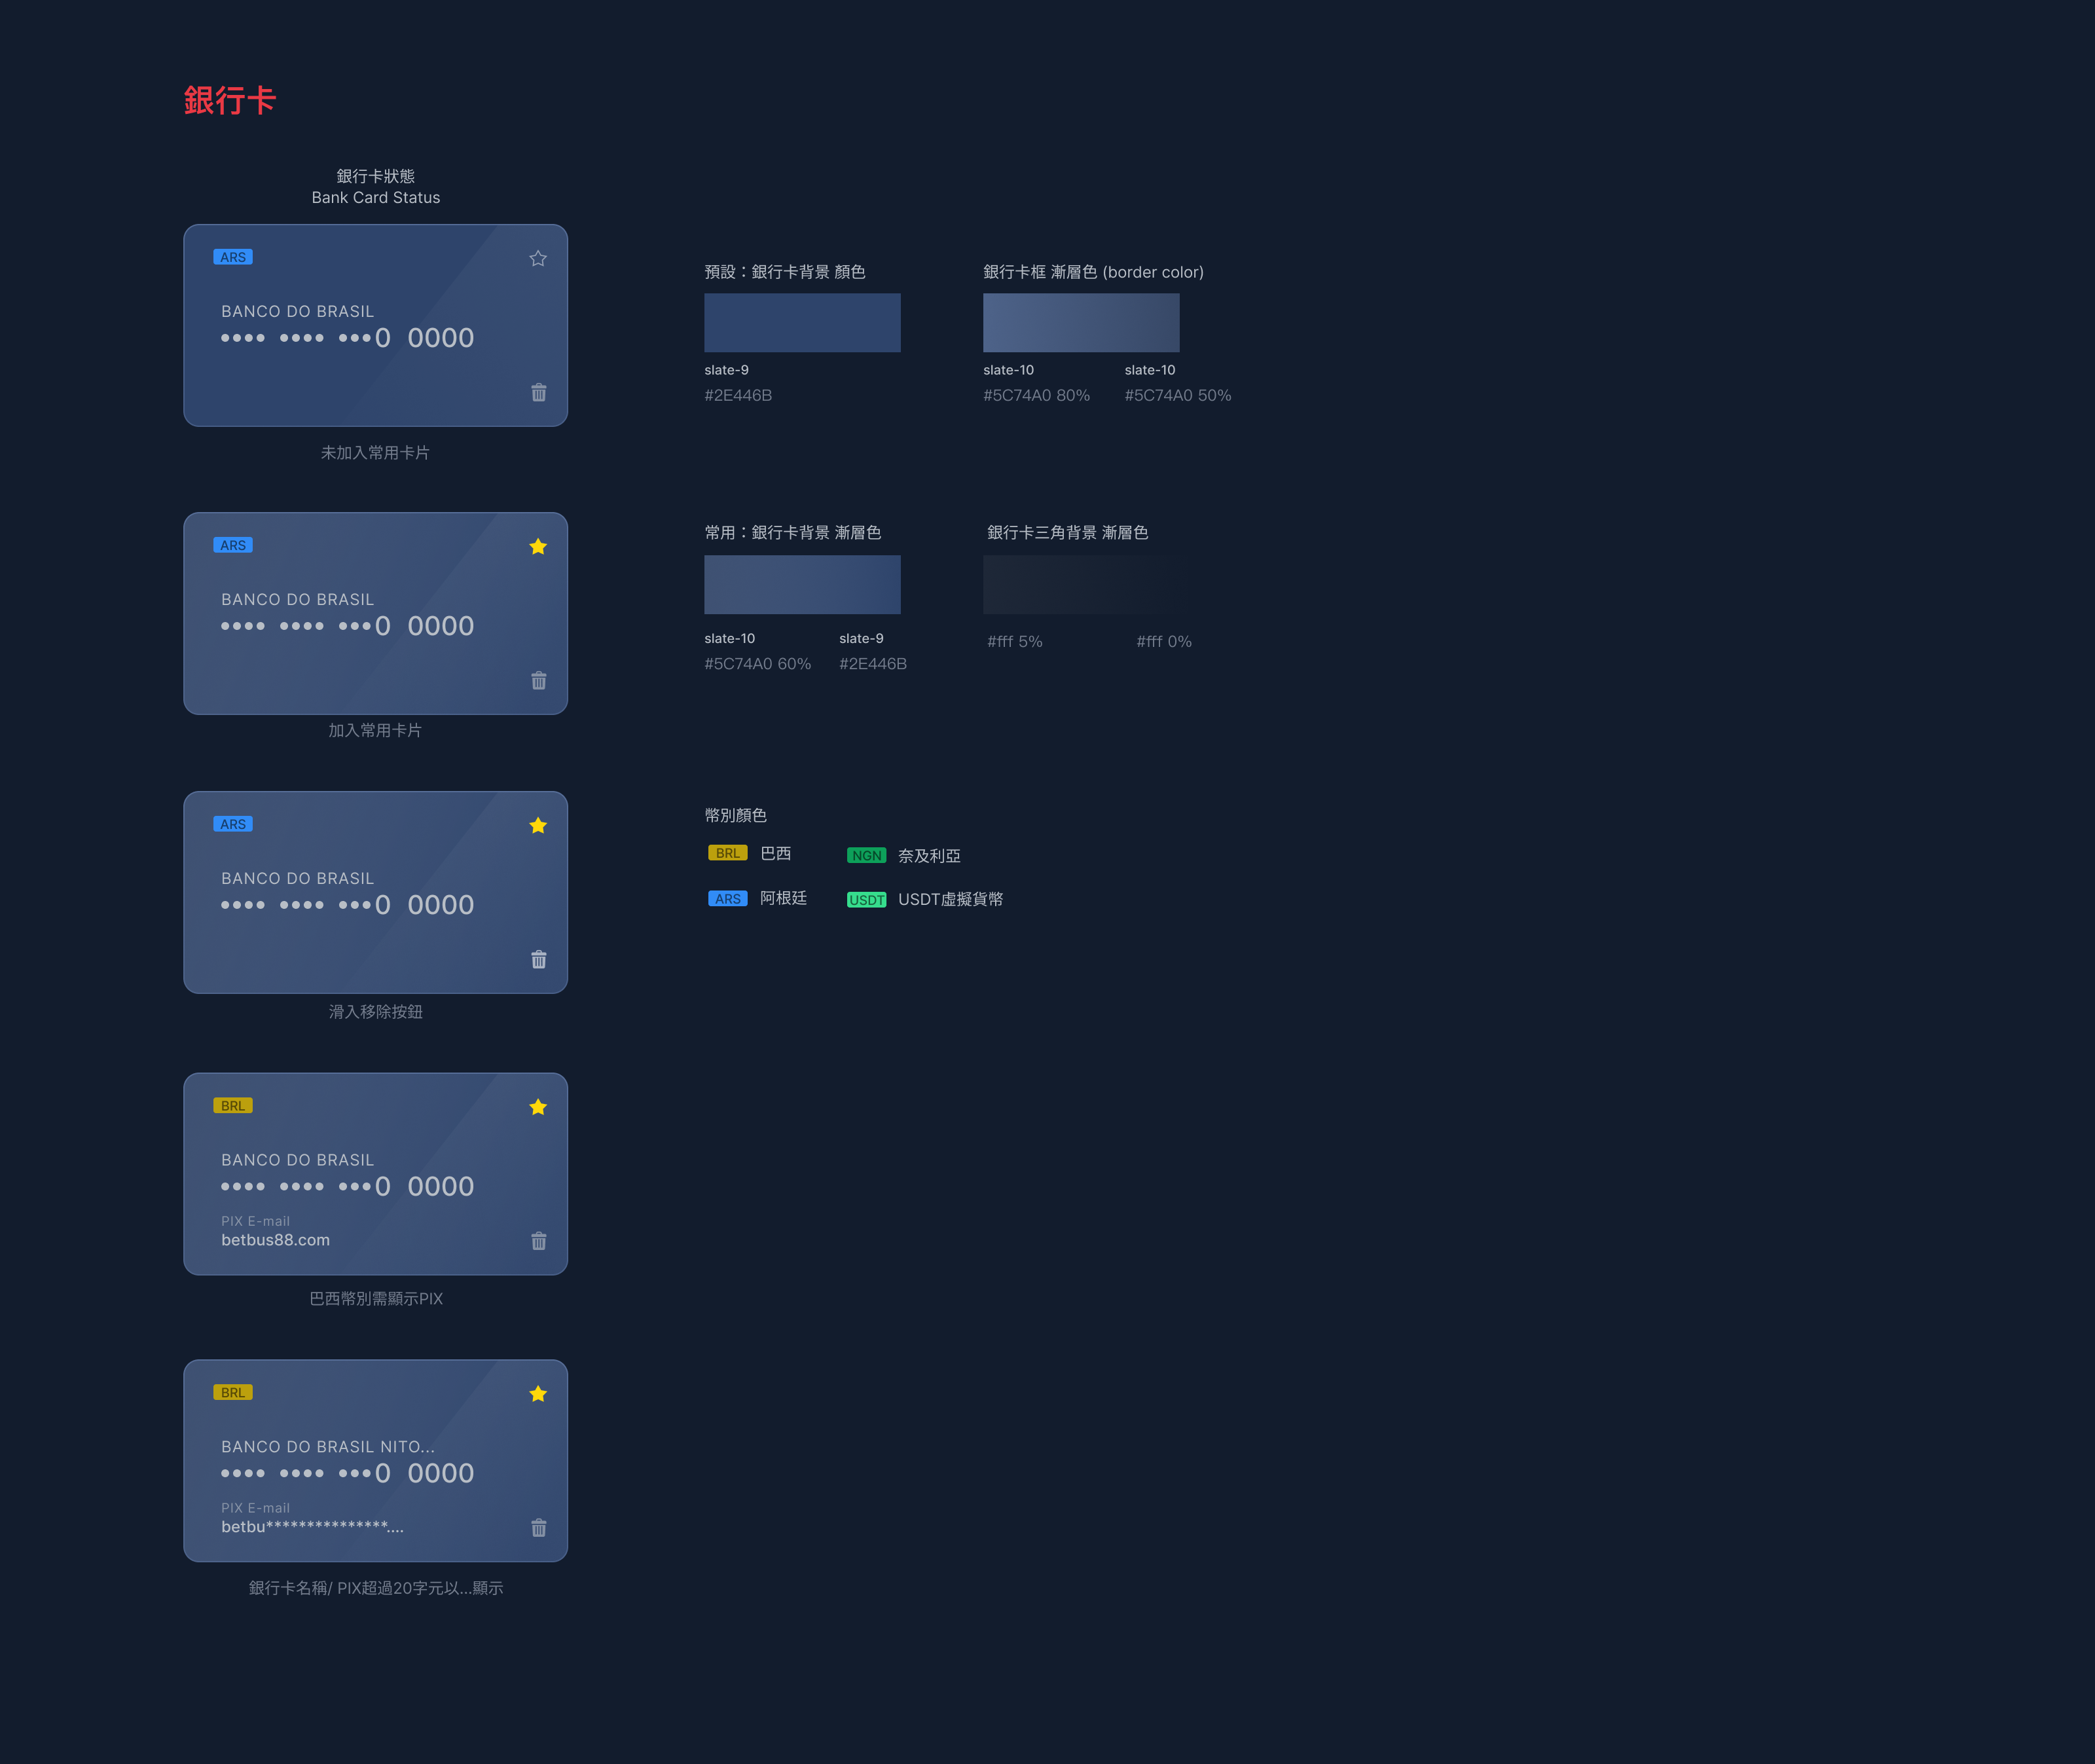 銀行卡
銀行卡狀態
Bank Card Status
ARS
BANCO DO BRASIL
•••• •••• •••0 0000
未加入常用卡片
預設：銀行卡背景 顏色
slate-9
#2E446B
銀行卡框 漸層色 (border color)
slate-10 slate-10
#5C74A0 80% #5C74A0 50%
ARS
BANCO DO BRASIL
•••• •••• •••0 0000
加入常用卡片
常用：銀行卡背景 漸層色
slate-10 slate-9
#5C74A0 60% #2E446B
銀行卡三角背景 漸層色
#fff 5% #fff 0%
ARS
BANCO DO BRASIL
•••• •••• •••0 0000
滑入移除按鈕
幣別顏色
BRL 巴西
NGN 奈及利亞
ARS 阿根廷
USDT USDT虛擬貨幣
BRL
BANCO DO BRASIL
•••• •••• •••0 0000
PIX E-mail
betbus88.com
巴西幣別需顯示PIX
BRL
BANCO DO BRASIL NITO...
•••• •••• •••0 0000
PIX E-mail
betbu***************....
銀行卡名稱/ PIX超過20字元以...顯示